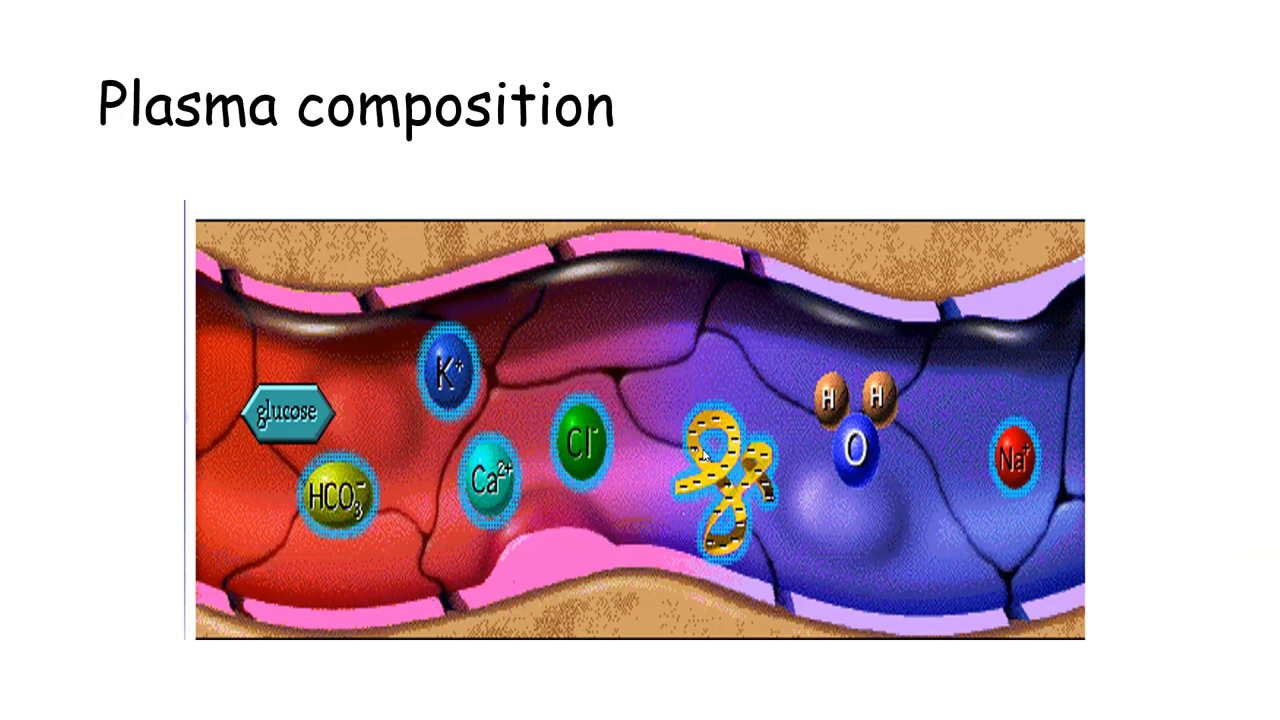 Plasma composition
K⁺
H H
glucose
Cl⁻
Ca²⁺
O
Na⁺
HCO₃⁻